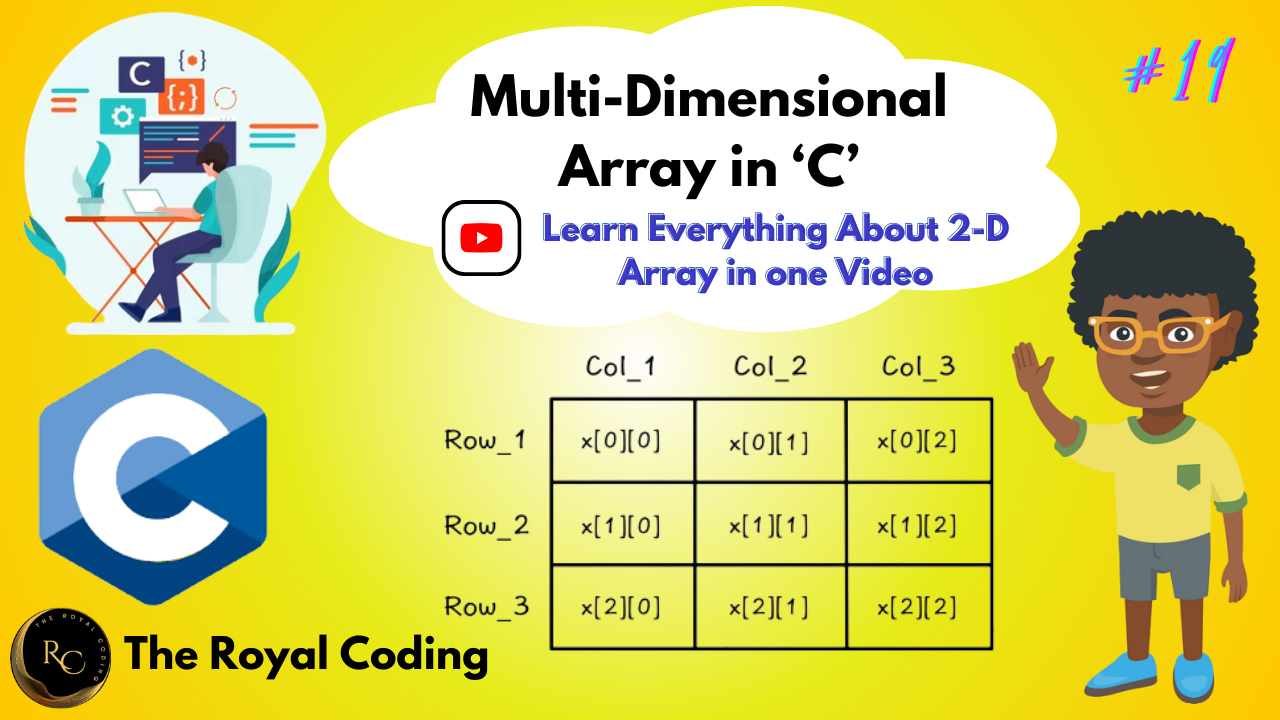 #19
Multi-Dimensional
Array in ‘C’
Learn Everything About 2-D
Array in one Video
C
{•}
{;}
Col_1 Col_2 Col_3
Row_1 x[0][0] x[0][1] x[0][2]
Row_2 x[1][0] x[1][1] x[1][2]
Row_3 x[2][0] x[2][1] x[2][2]
C
THE ROYAL CODING
RC
The Royal Coding